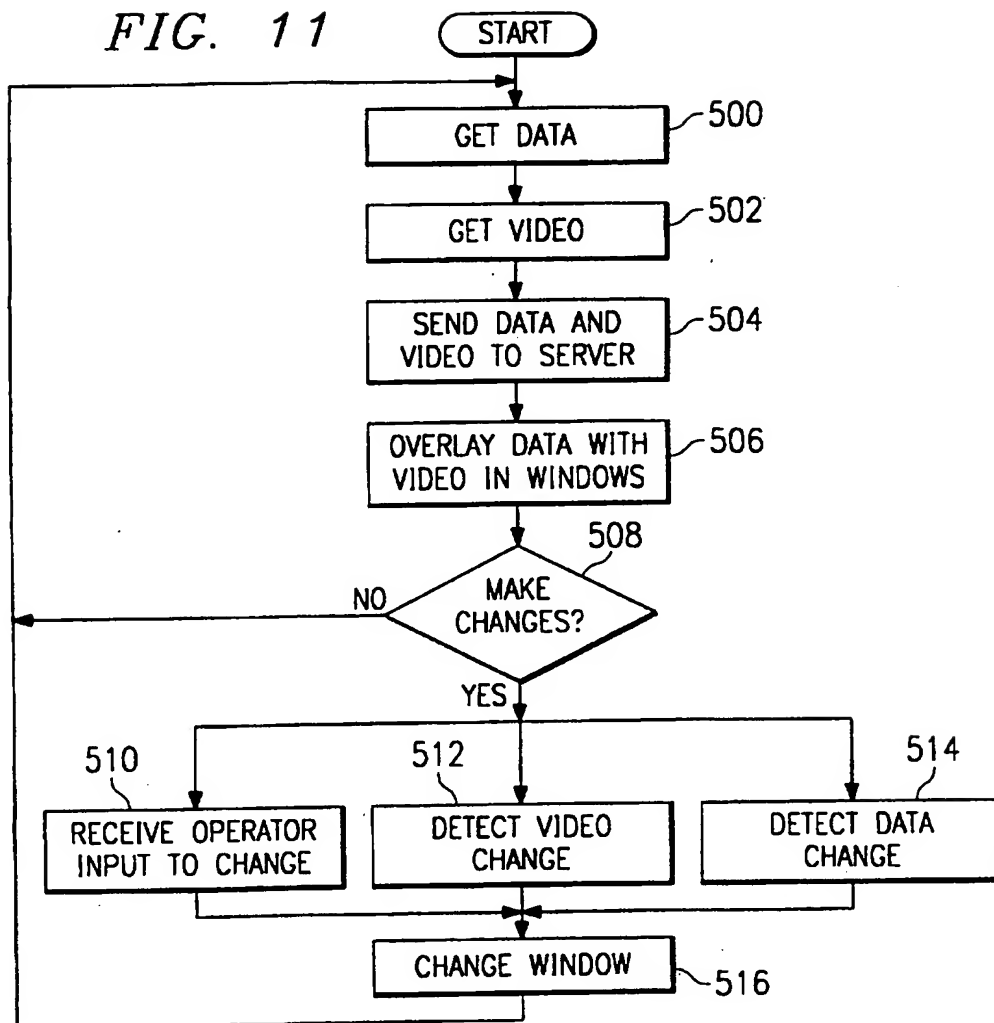 FIG. 11
START
GET DATA
500
GET VIDEO
502
SEND DATA AND
VIDEO TO SERVER
504
OVERLAY DATA WITH
VIDEO IN WINDOWS
506
508
MAKE
CHANGES?
NO
YES
510
RECEIVE OPERATOR
INPUT TO CHANGE
512
DETECT VIDEO
CHANGE
514
DETECT DATA
CHANGE
CHANGE WINDOW
516